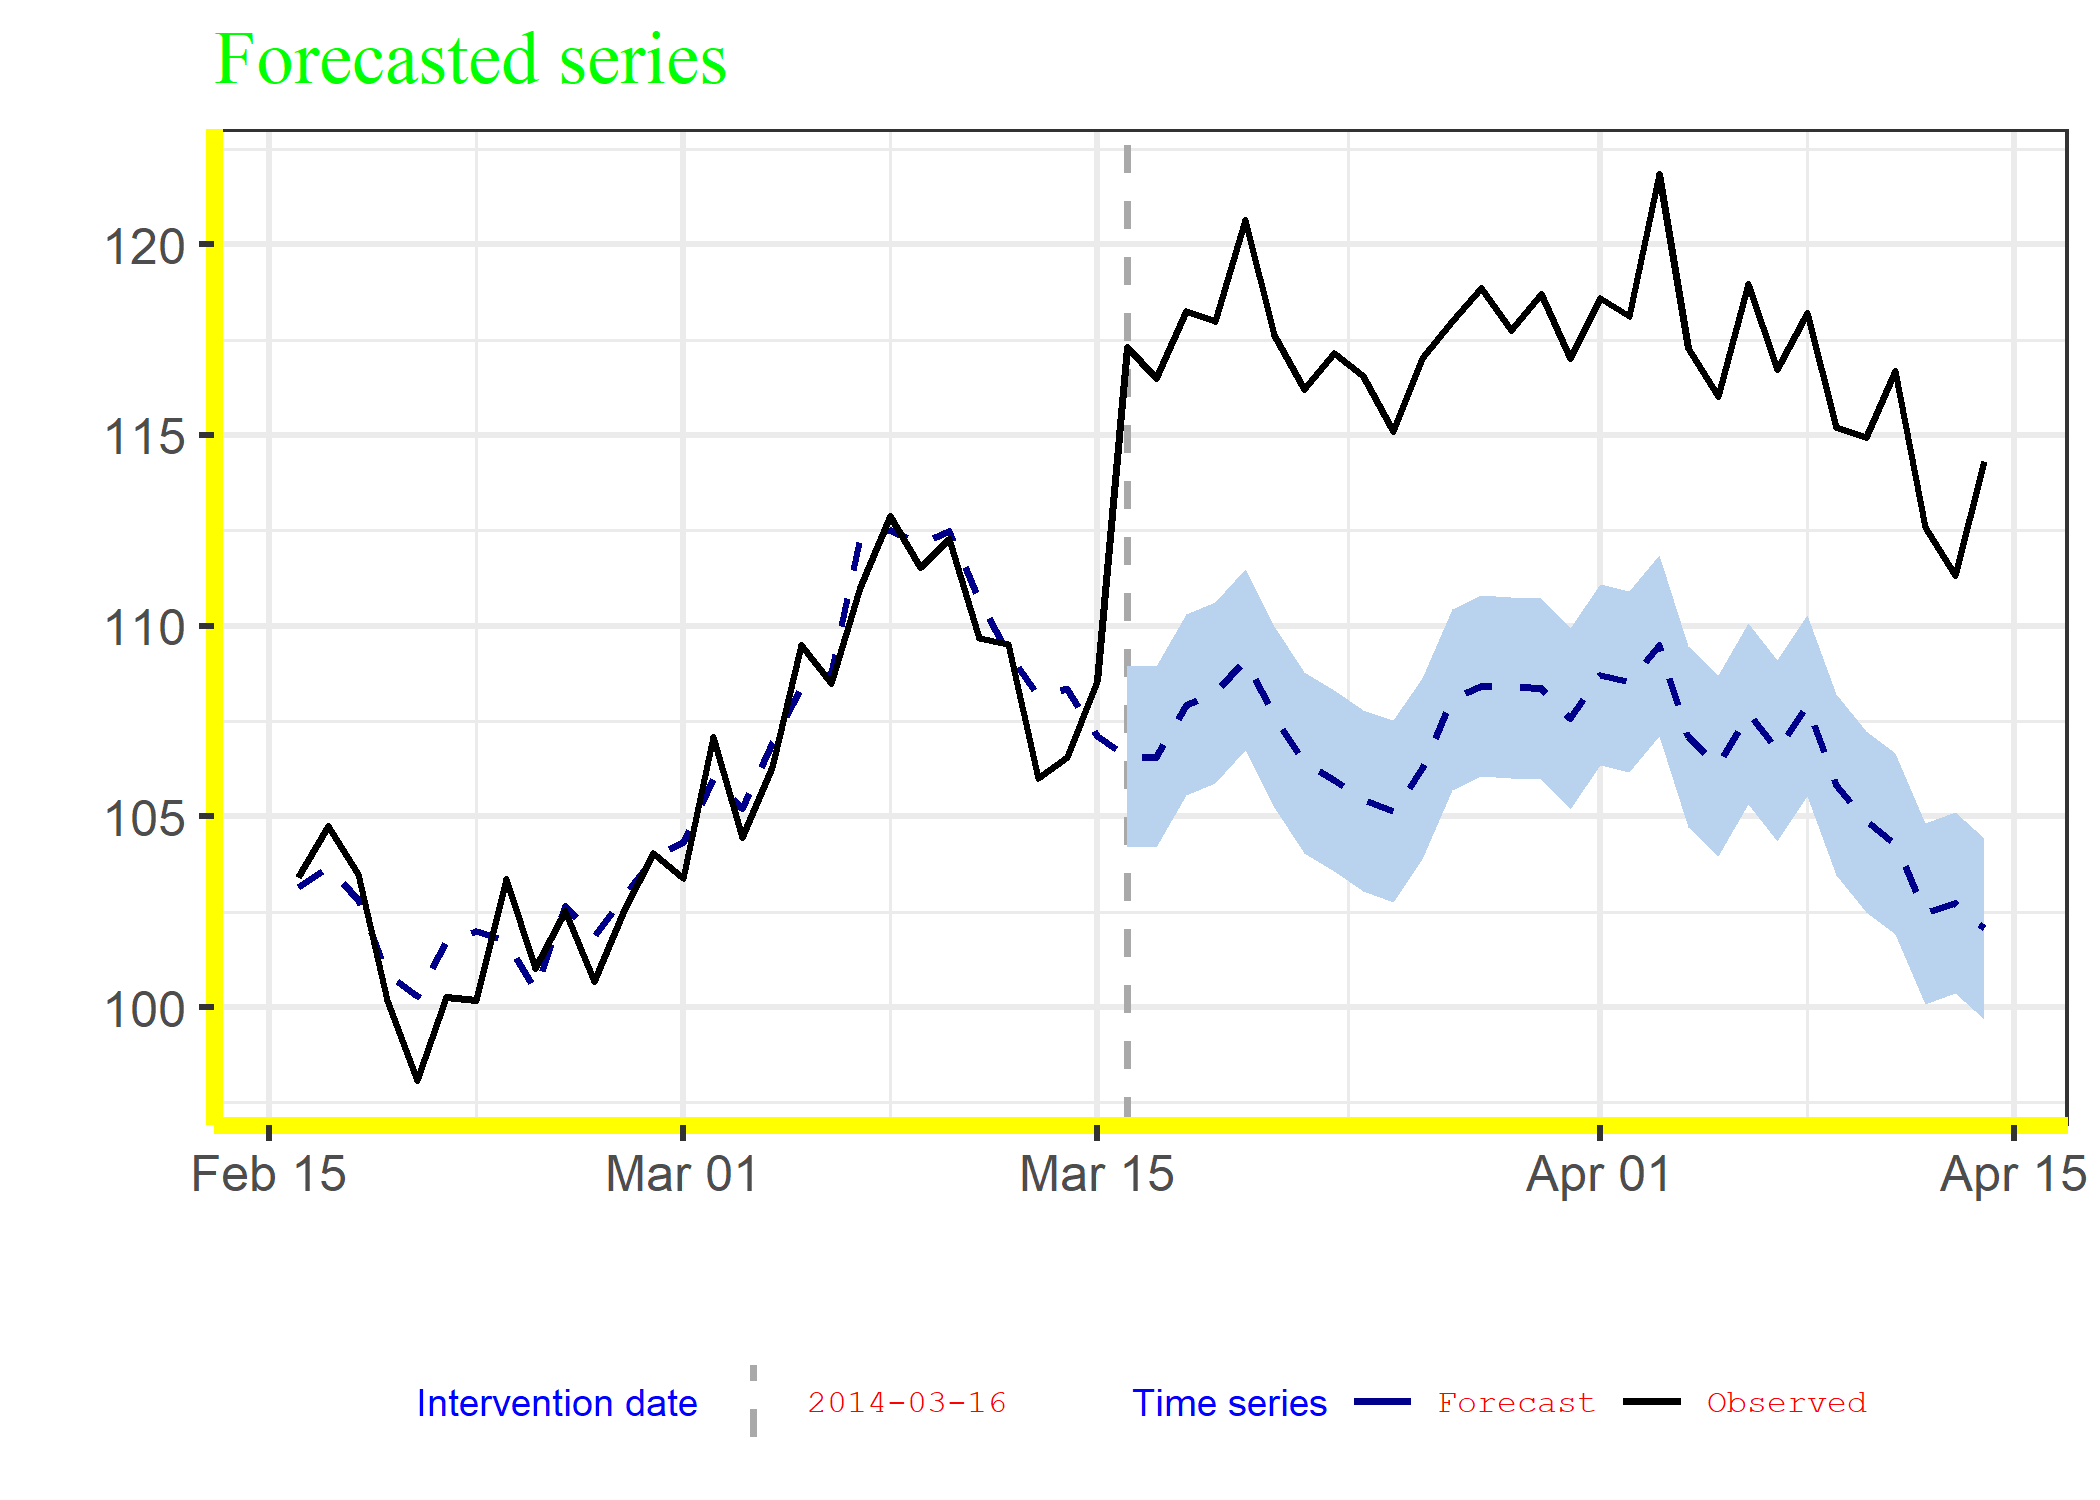 Forecasted series
120
115
110
105
100
Feb 15 Mar 01 Mar 15 Apr 01 Apr 15
Intervention date 2014-03-16 Time series Forecast Observed